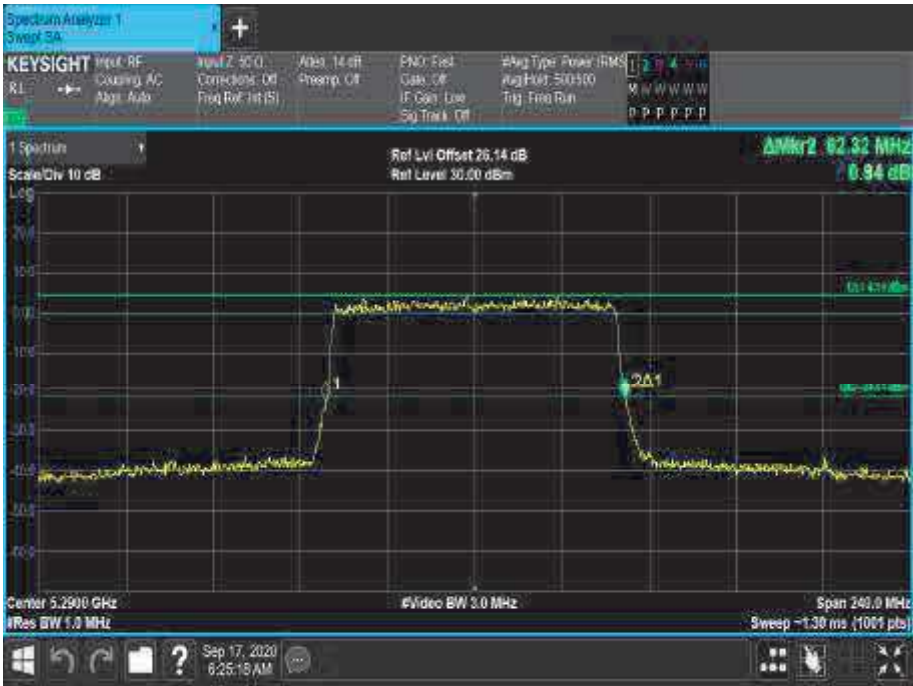 Spectrum Analyzer 1
Swept SA
+
KEYSIGHT
RL
Input: RF
Coupling: AC
Align: Auto
Input Z: 50 Ω
Corrections: Off
Freq Ref: Int (S)
Atten: 14 dB
Preamp: Off
PNO: Fast
Gate: Off
IF Gain: Low
Sig Track: Off
#Avg Type: Power (RMS
Avg|Hold: 500/500
Trig: Free Run
1 2 3 4 5 6
M W W W W W
P P P P P P
1 Spectrum
Scale/Div 10 dB
Log
Ref Lvl Offset 26.14 dB
Ref Level 30.00 dBm
ΔMkr2
0.94 dB
20.0
10.0
0.00
-10.0
-20.0
-30.0
-40.0
-50.0
-60.0
1
2Δ1
Center 5.2900 GHz
#Res BW 1.0 MHz
#Video BW 3.0 MHz
Span 240.0 MHz
Sweep ~1.30 ms (1001 pts)
?
Sep 17, 2020
6:25:18 AM